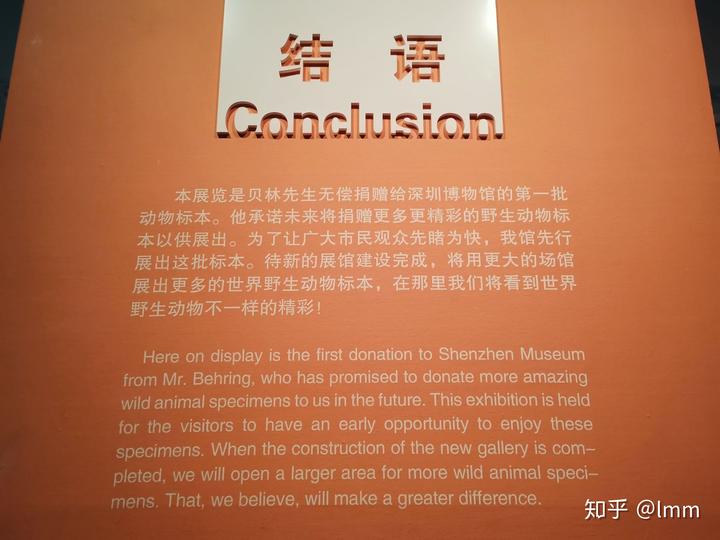 结 语
Conclusion
本展览是贝林先生无偿捐赠给深圳博物馆的第一批
动物标本。他承诺未来将捐赠更多更精彩的野生动物标
本以供展出。为了让广大市民观众先睹为快，我馆先行
展出这批标本。待新的展馆建设完成，将用更大的场馆
展出更多的世界野生动物标本，在那里我们将看到世界
野生动物不一样的精彩！
Here on display is the first donation to Shenzhen Museum
from Mr. Behring, who has promised to donate more amazing
wild animal specimens to us in the future. This exhibition is held
for the visitors to have an early opportunity to enjoy these
specimens. When the construction of the new gallery is com-
pleted, we will open a larger area for more wild animal speci-
mens. That, we believe, will make a greater difference.
知乎 @lmm